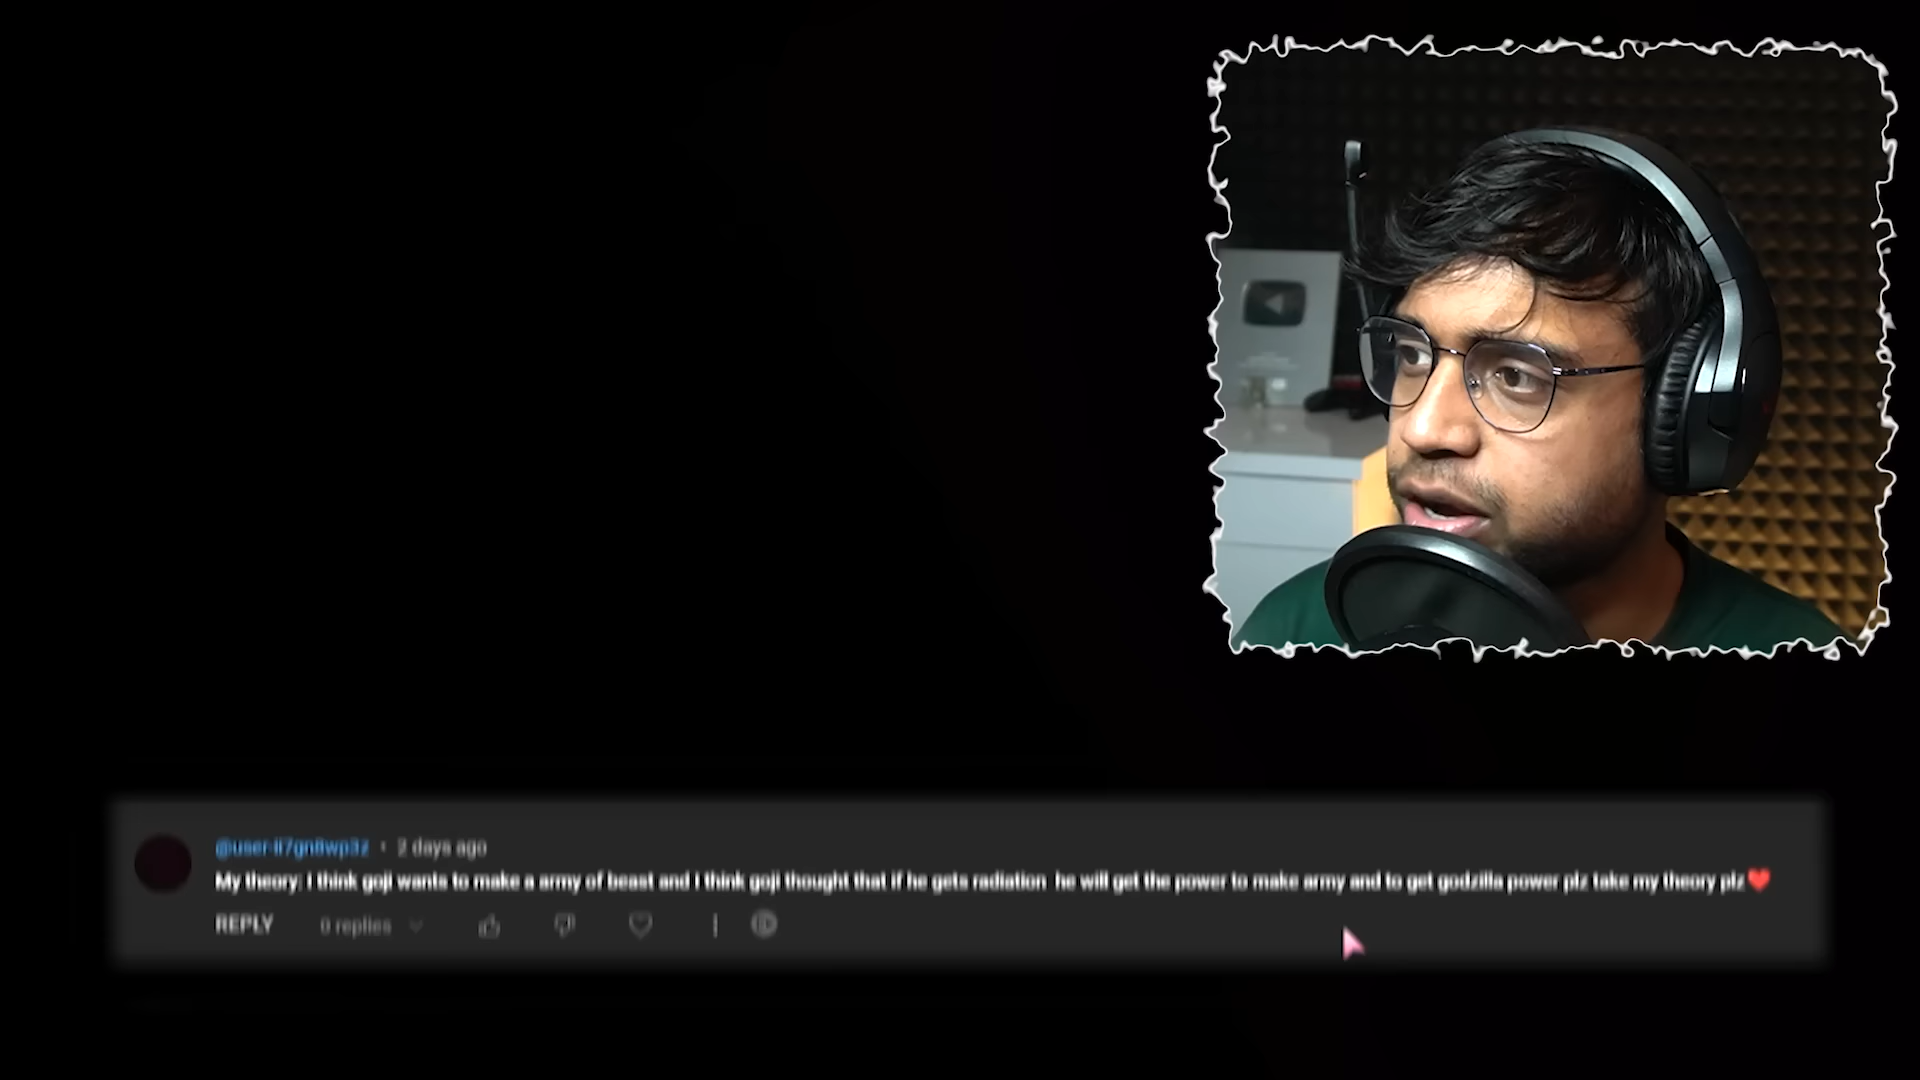 @user-ll7gn8wp3z • 2 days ago
My theory: I think goji wants to make a army of beast and I think goji thought that if he gets radiation he will get the power to make army and to get godzilla power plz take my theory plz❤️
REPLY 0 replies